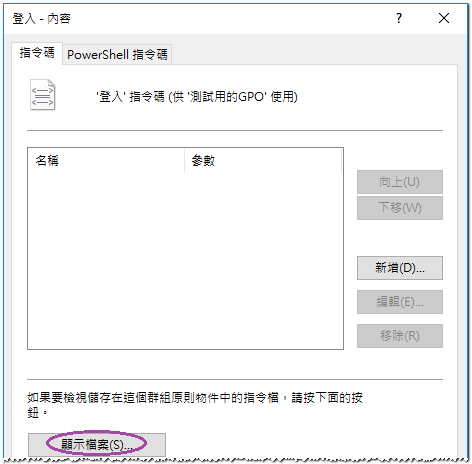 登入 - 內容
? ×
指令碼 PowerShell 指令碼
'登入' 指令碼 (供 '測試用的GPO' 使用)
名稱 參數
向上(U)
下移(W)
新增(D)...
編輯(E)...
移除(R)
如果要檢視儲存在這個群組原則物件中的指令檔，請按下面的按
鈕。
顯示檔案(S)...